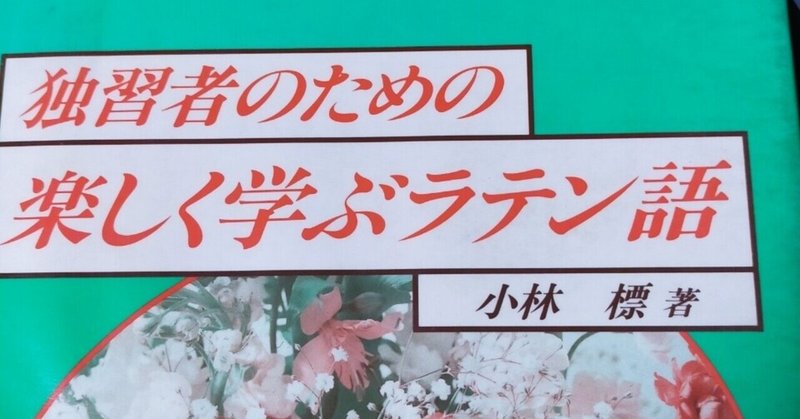 独習者のための
楽しく学ぶラテン語
小林 標 著